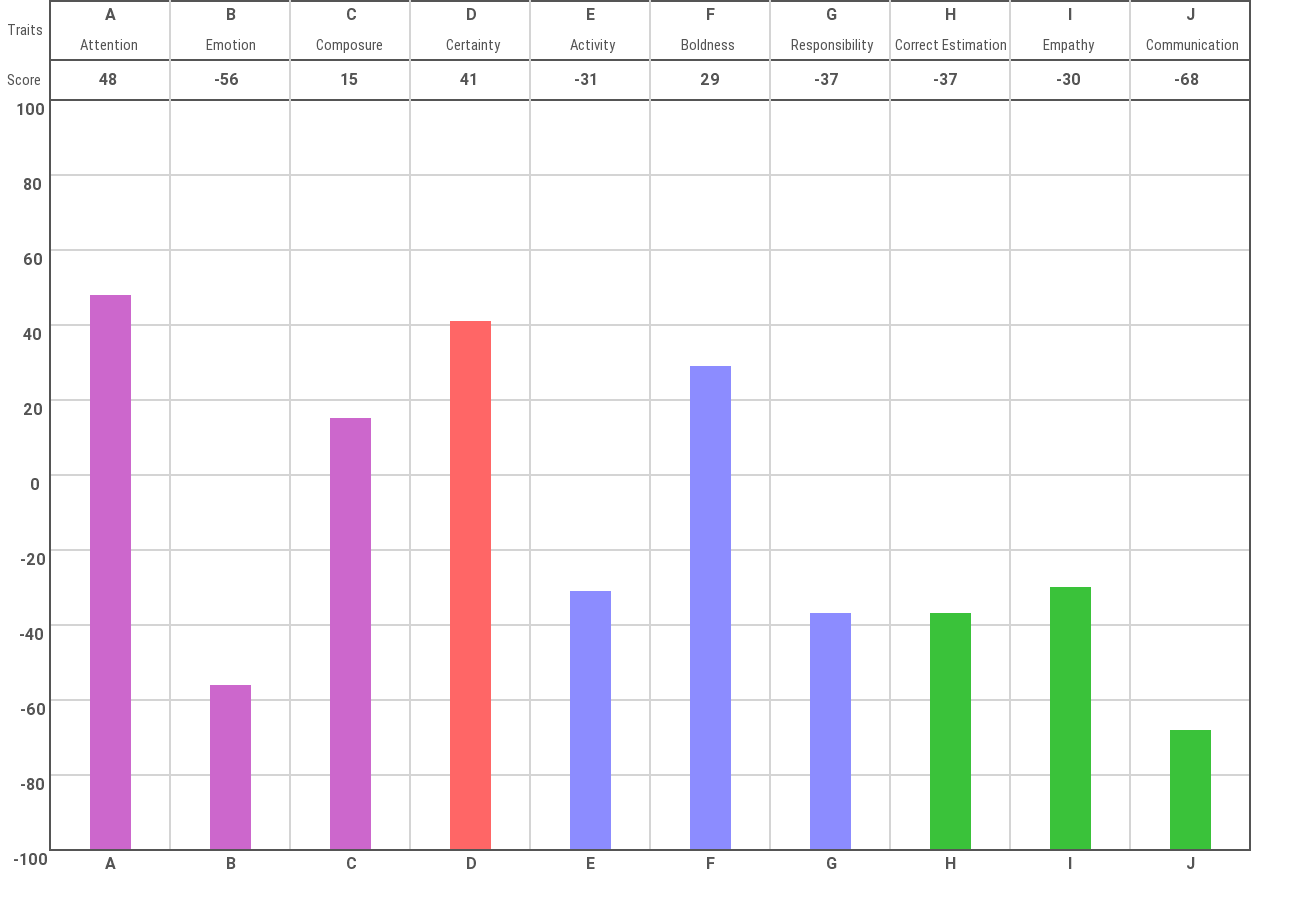 A B C D E F G H I J
Traits
Attention Emotion Composure Certainty Activity Boldness Responsibility Correct Estimation Empathy Communication
Score 48 -56 15 41 -31 29 -37 -37 -30 -68
100
80
60
40
20
0
-20
-40
-60
-80
-100
A B C D E F G H I J